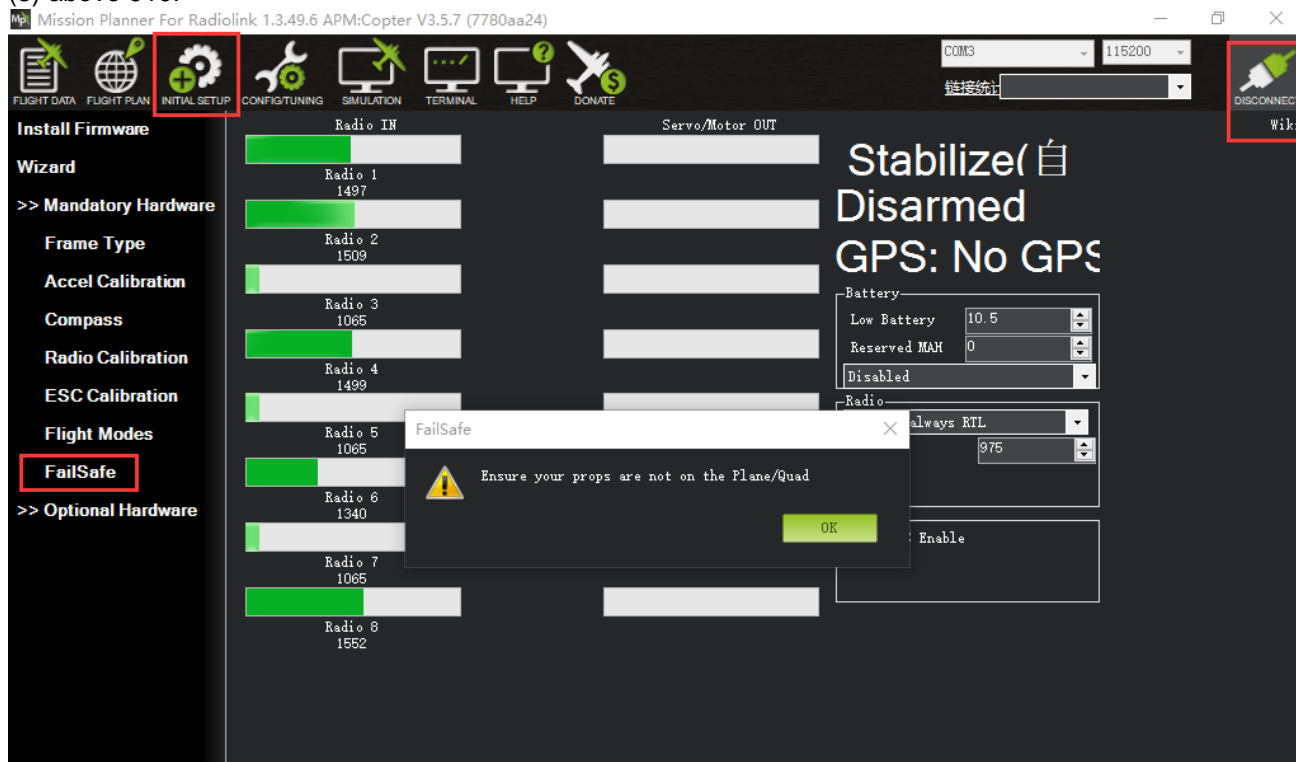 Mission Planner For Radiolink 1.3.49.6 APM:Copter V3.5.7 (7780aa24)
FLIGHT DATA
FLIGHT PLAN
INITIAL SETUP
CONFIG/TUNING
SIMULATION
TERMINAL
HELP
DONATE
COM3
115200
链接统计
DISCONNEC
Install Firmware
Wizard
>> Mandatory Hardware
Frame Type
Accel Calibration
Compass
Radio Calibration
ESC Calibration
Flight Modes
FailSafe
>> Optional Hardware
Radio IN
Servo/Motor OUT
Radio 1
1497
Radio 2
1509
Radio 3
1065
Radio 4
1499
Radio 5
1065
Radio 6
1340
Radio 7
1065
Radio 8
1552
Stabilize(自
Disarmed
GPS: No GPS
Battery
Low Battery 10.5
Reserved MAH 0
Disabled
Radio
always RTL
975
Enable
FailSafe
Ensure your props are not on the Plane/Quad
OK